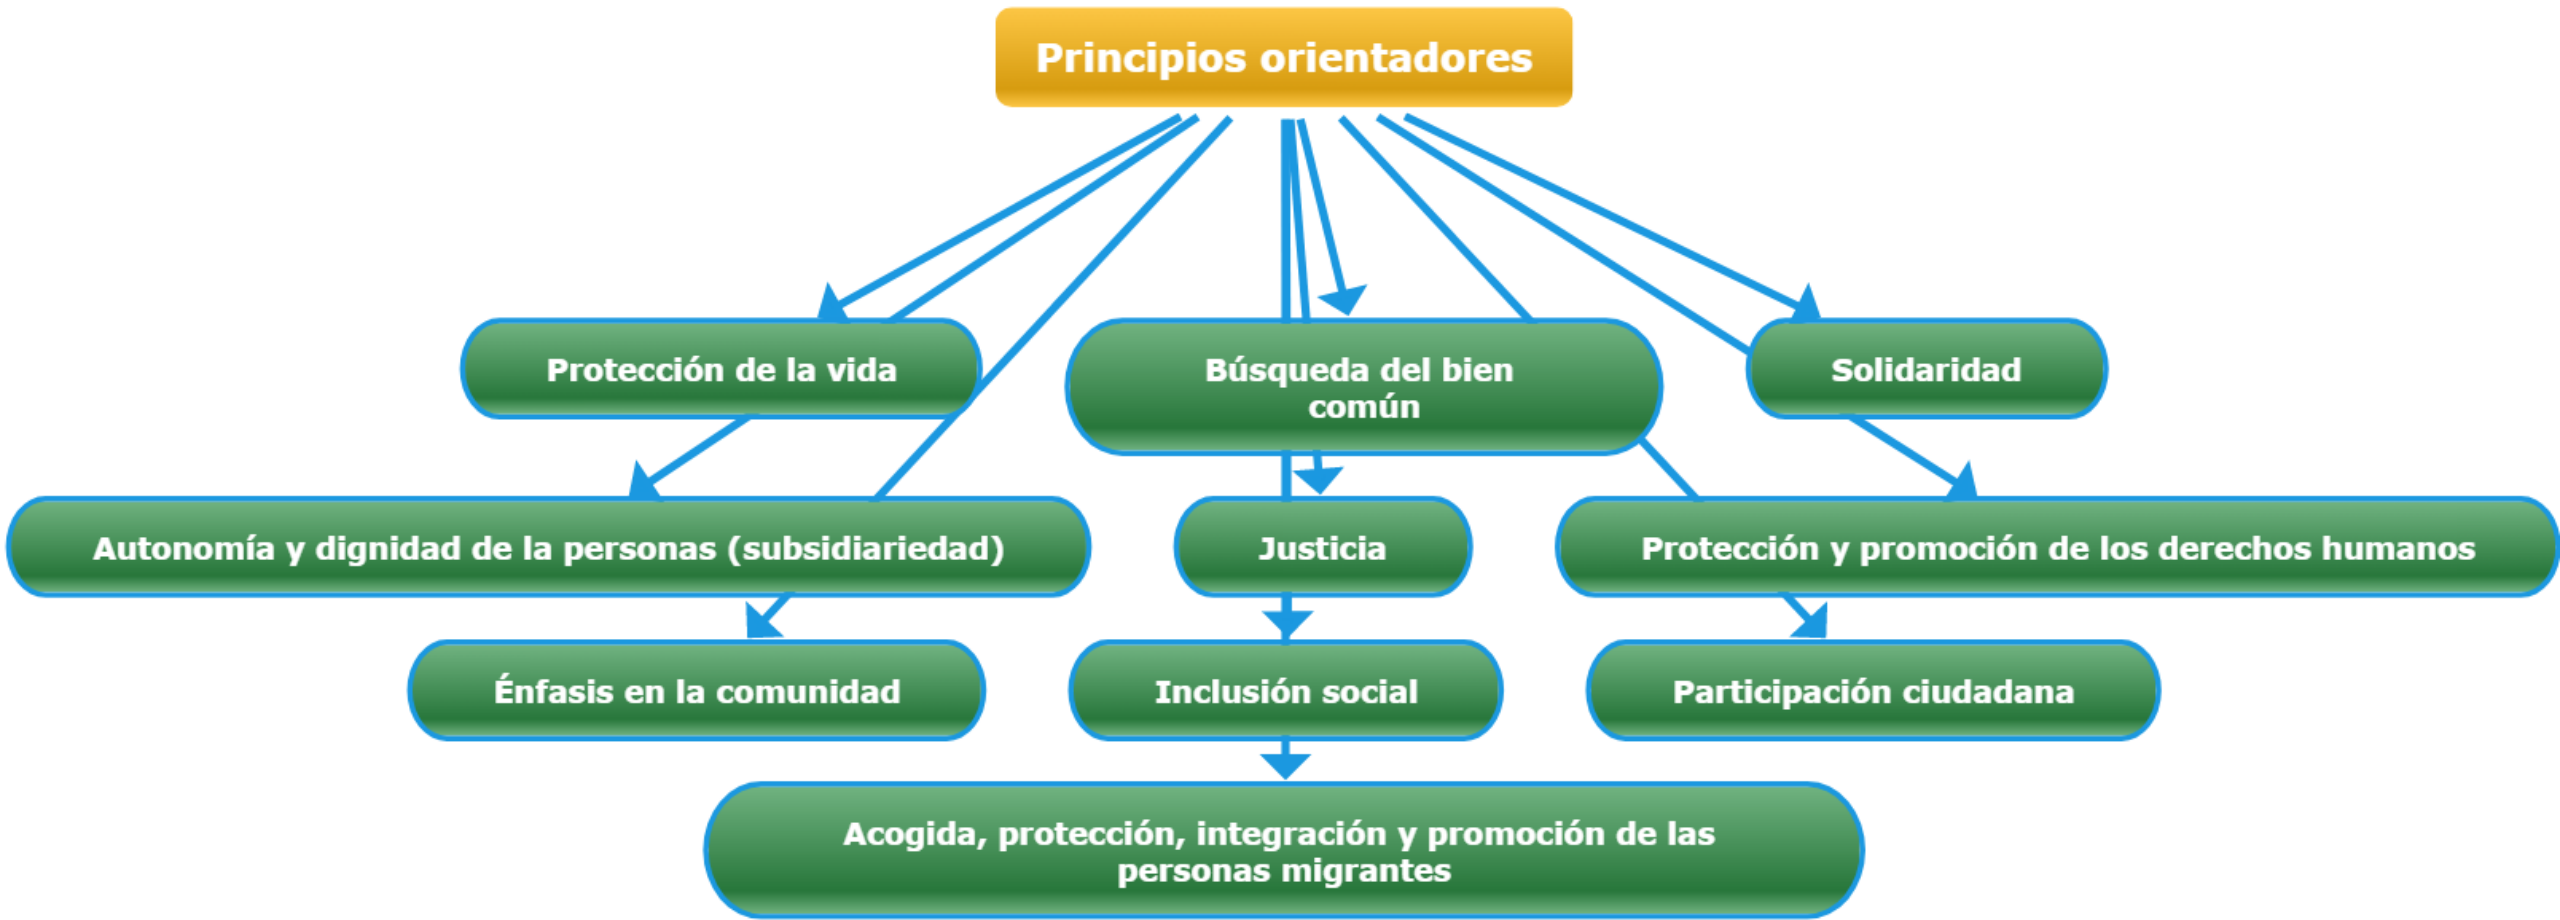 Principios orientadores
Protección de la vida
Búsqueda del bien
común
Solidaridad
Autonomía y dignidad de la personas (subsidiariedad)
Justicia
Protección y promoción de los derechos humanos
Énfasis en la comunidad
Inclusión social
Participación ciudadana
Acogida, protección, integración y promoción de las
personas migrantes